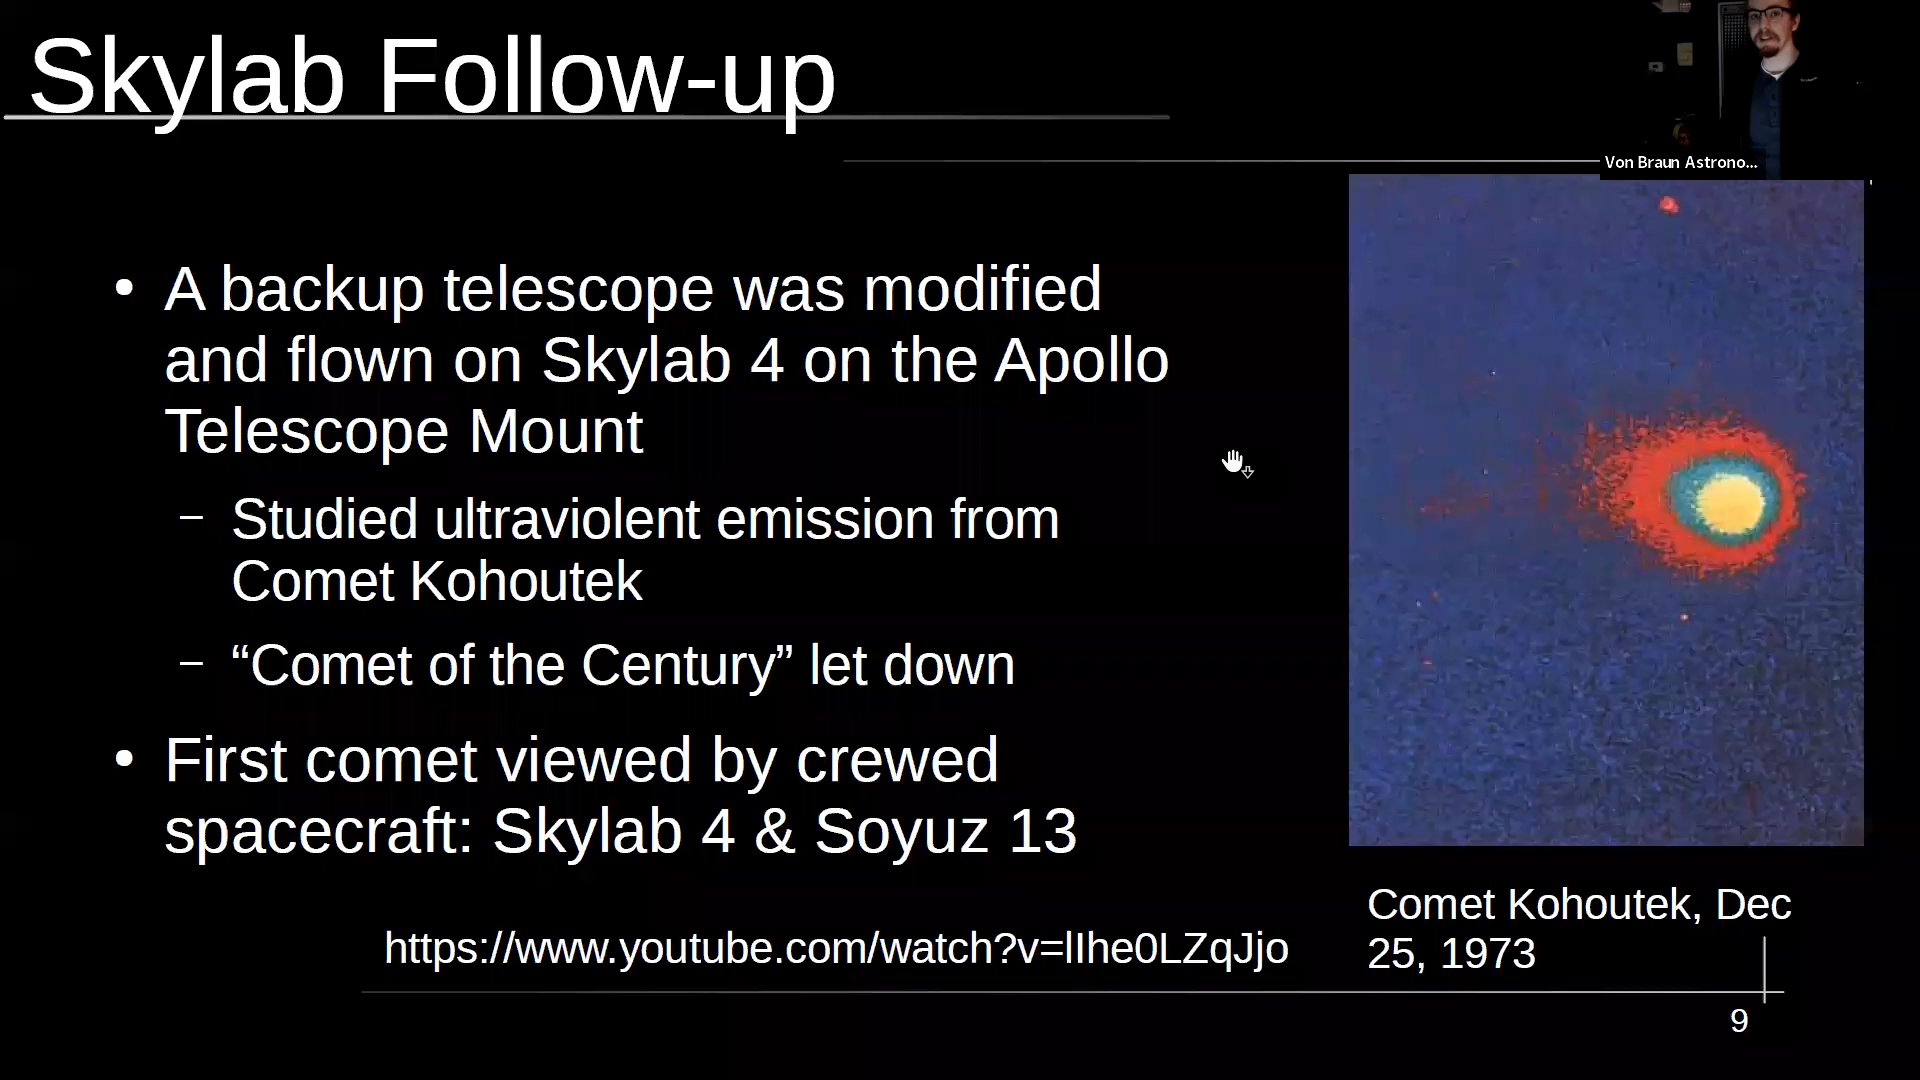 Skylab Follow-up
Von Braun Astrono...
• A backup telescope was modified
and flown on Skylab 4 on the Apollo
Telescope Mount
– Studied ultraviolent emission from
Comet Kohoutek
– “Comet of the Century” let down
• First comet viewed by crewed
spacecraft: Skylab 4 & Soyuz 13
https://www.youtube.com/watch?v=lIhe0LZqJjo
Comet Kohoutek, Dec
25, 1973
9